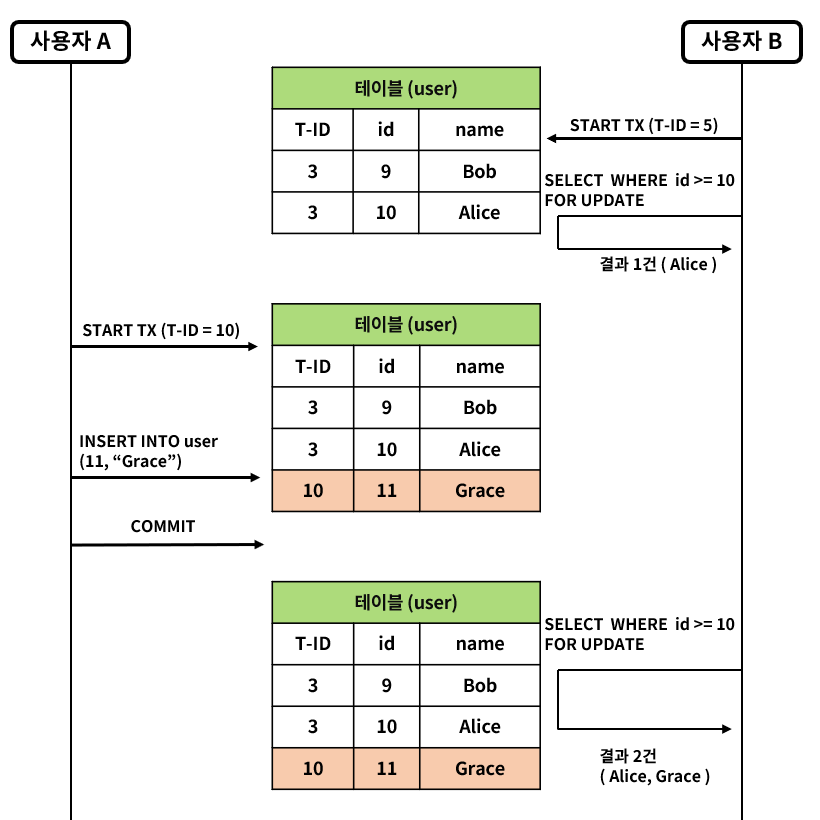 사용자 A
사용자 B
테이블 (user)
T-ID id name
3 9 Bob
3 10 Alice
START TX (T-ID = 5)
SELECT WHERE id >= 10
FOR UPDATE
결과 1건 ( Alice )
START TX (T-ID = 10)
테이블 (user)
T-ID id name
3 9 Bob
3 10 Alice
10 11 Grace
INSERT INTO user
(11, “Grace”)
COMMIT
테이블 (user)
T-ID id name
3 9 Bob
3 10 Alice
10 11 Grace
SELECT WHERE id >= 10
FOR UPDATE
결과 2건
( Alice, Grace )